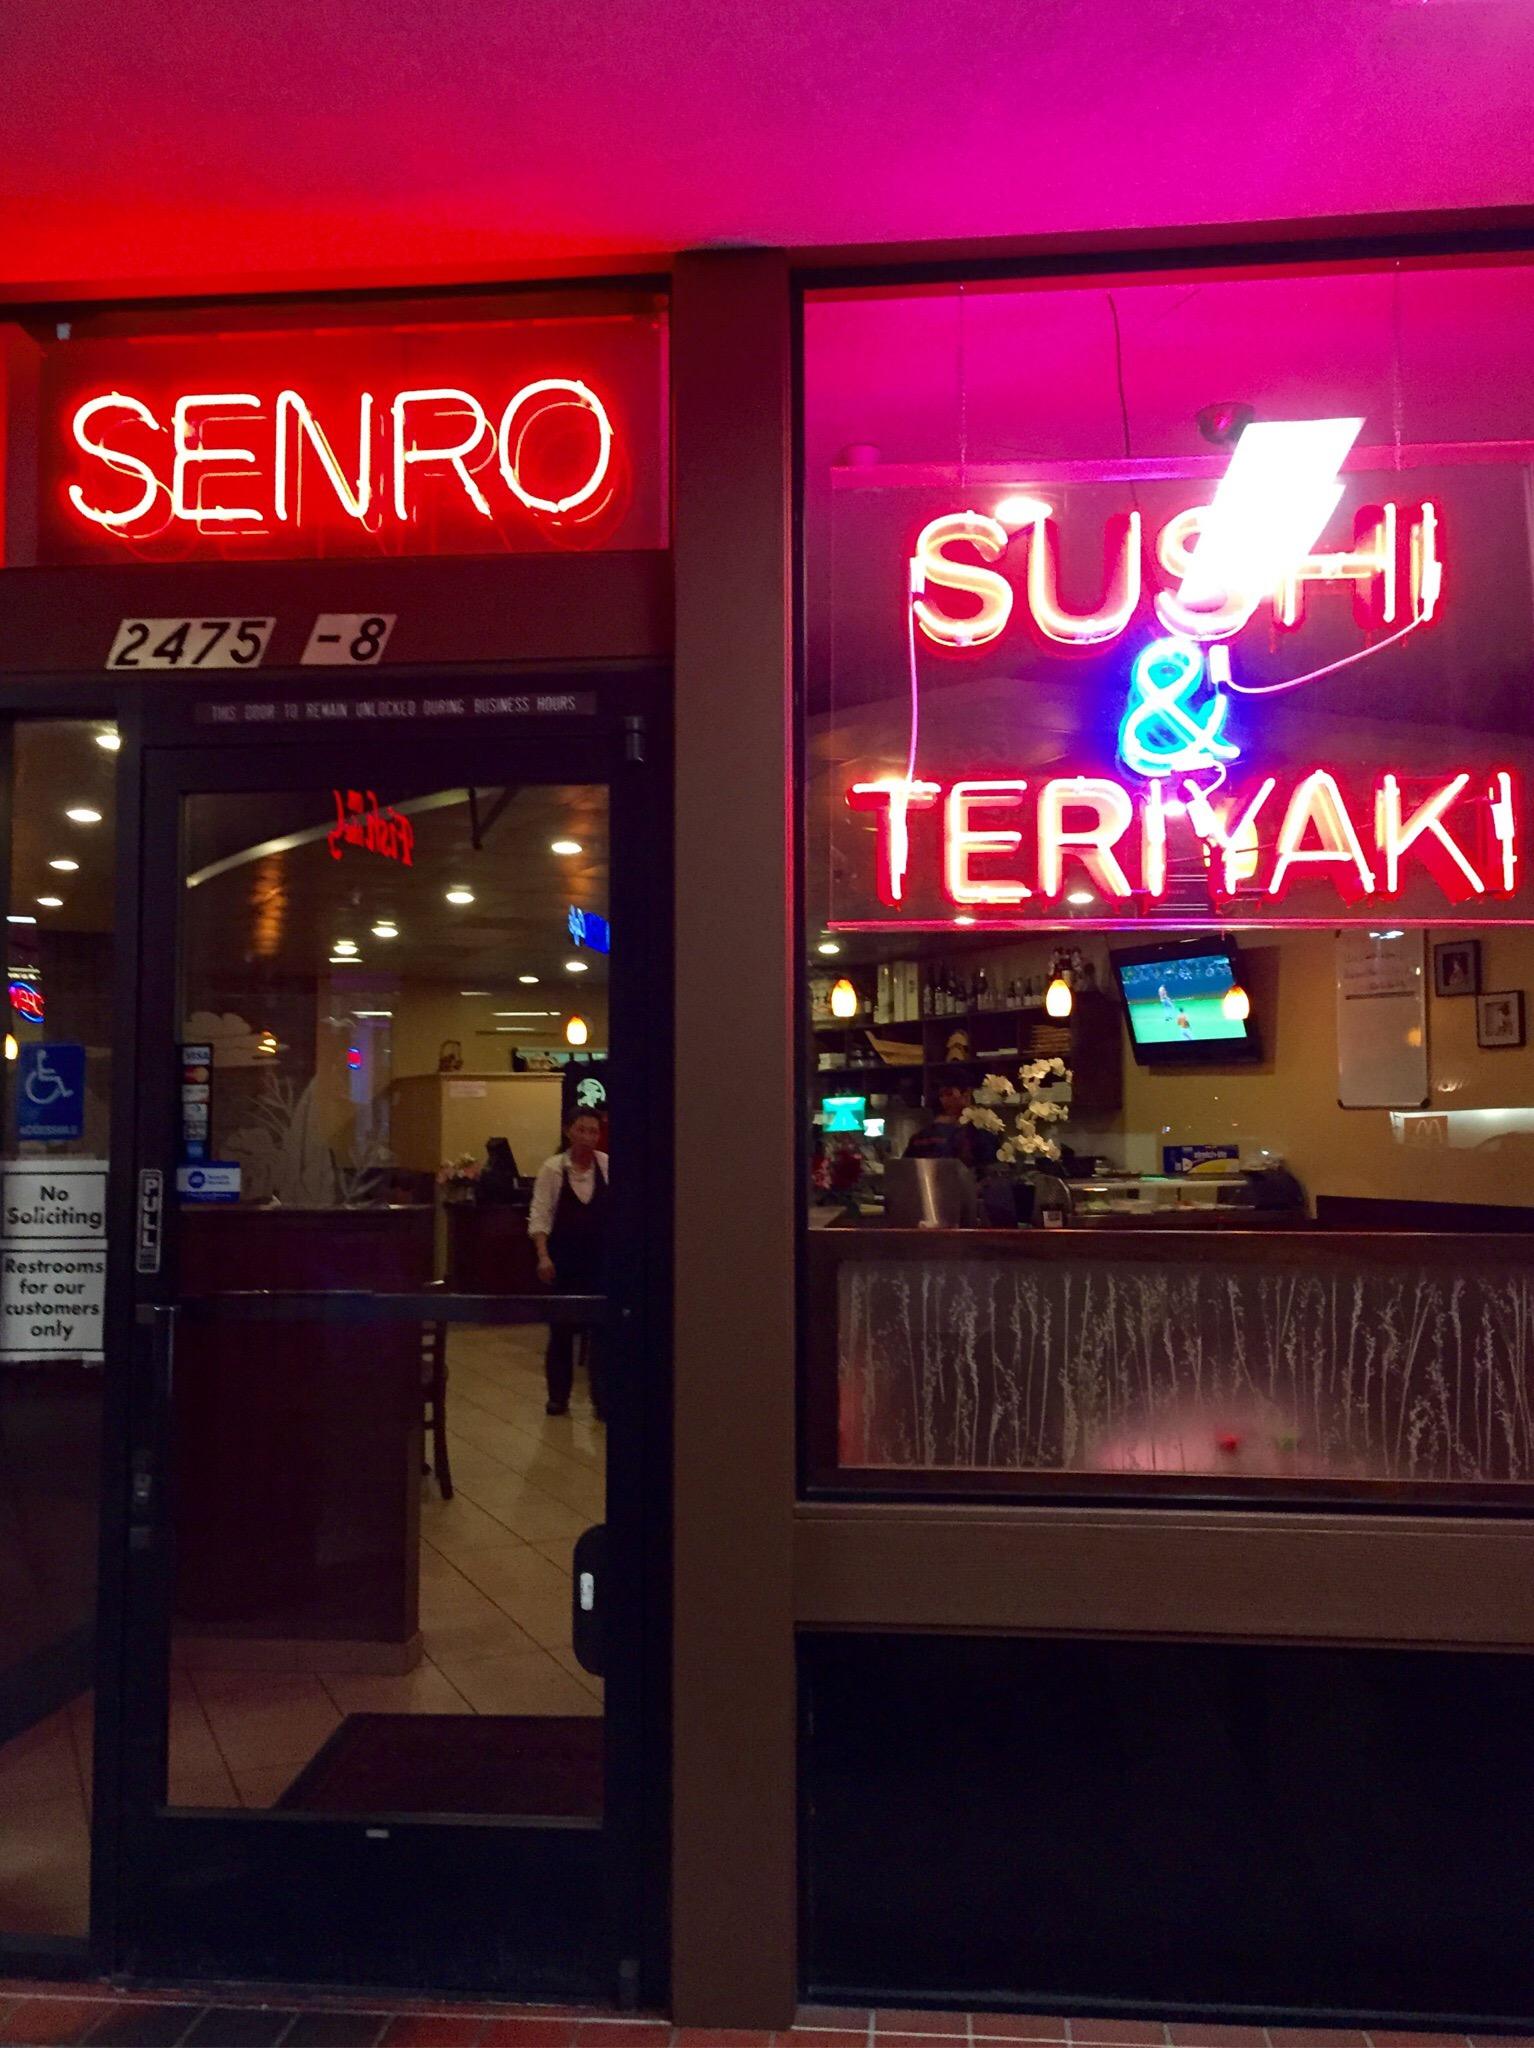 SENRO
SUSHI
&
TERIYAKI
2475 -8
THIS DOOR TO REMAIN UNLOCKED DURING BUSINESS HOURS
VISA
PULL
No
Soliciting
Restrooms
for our
customers
only